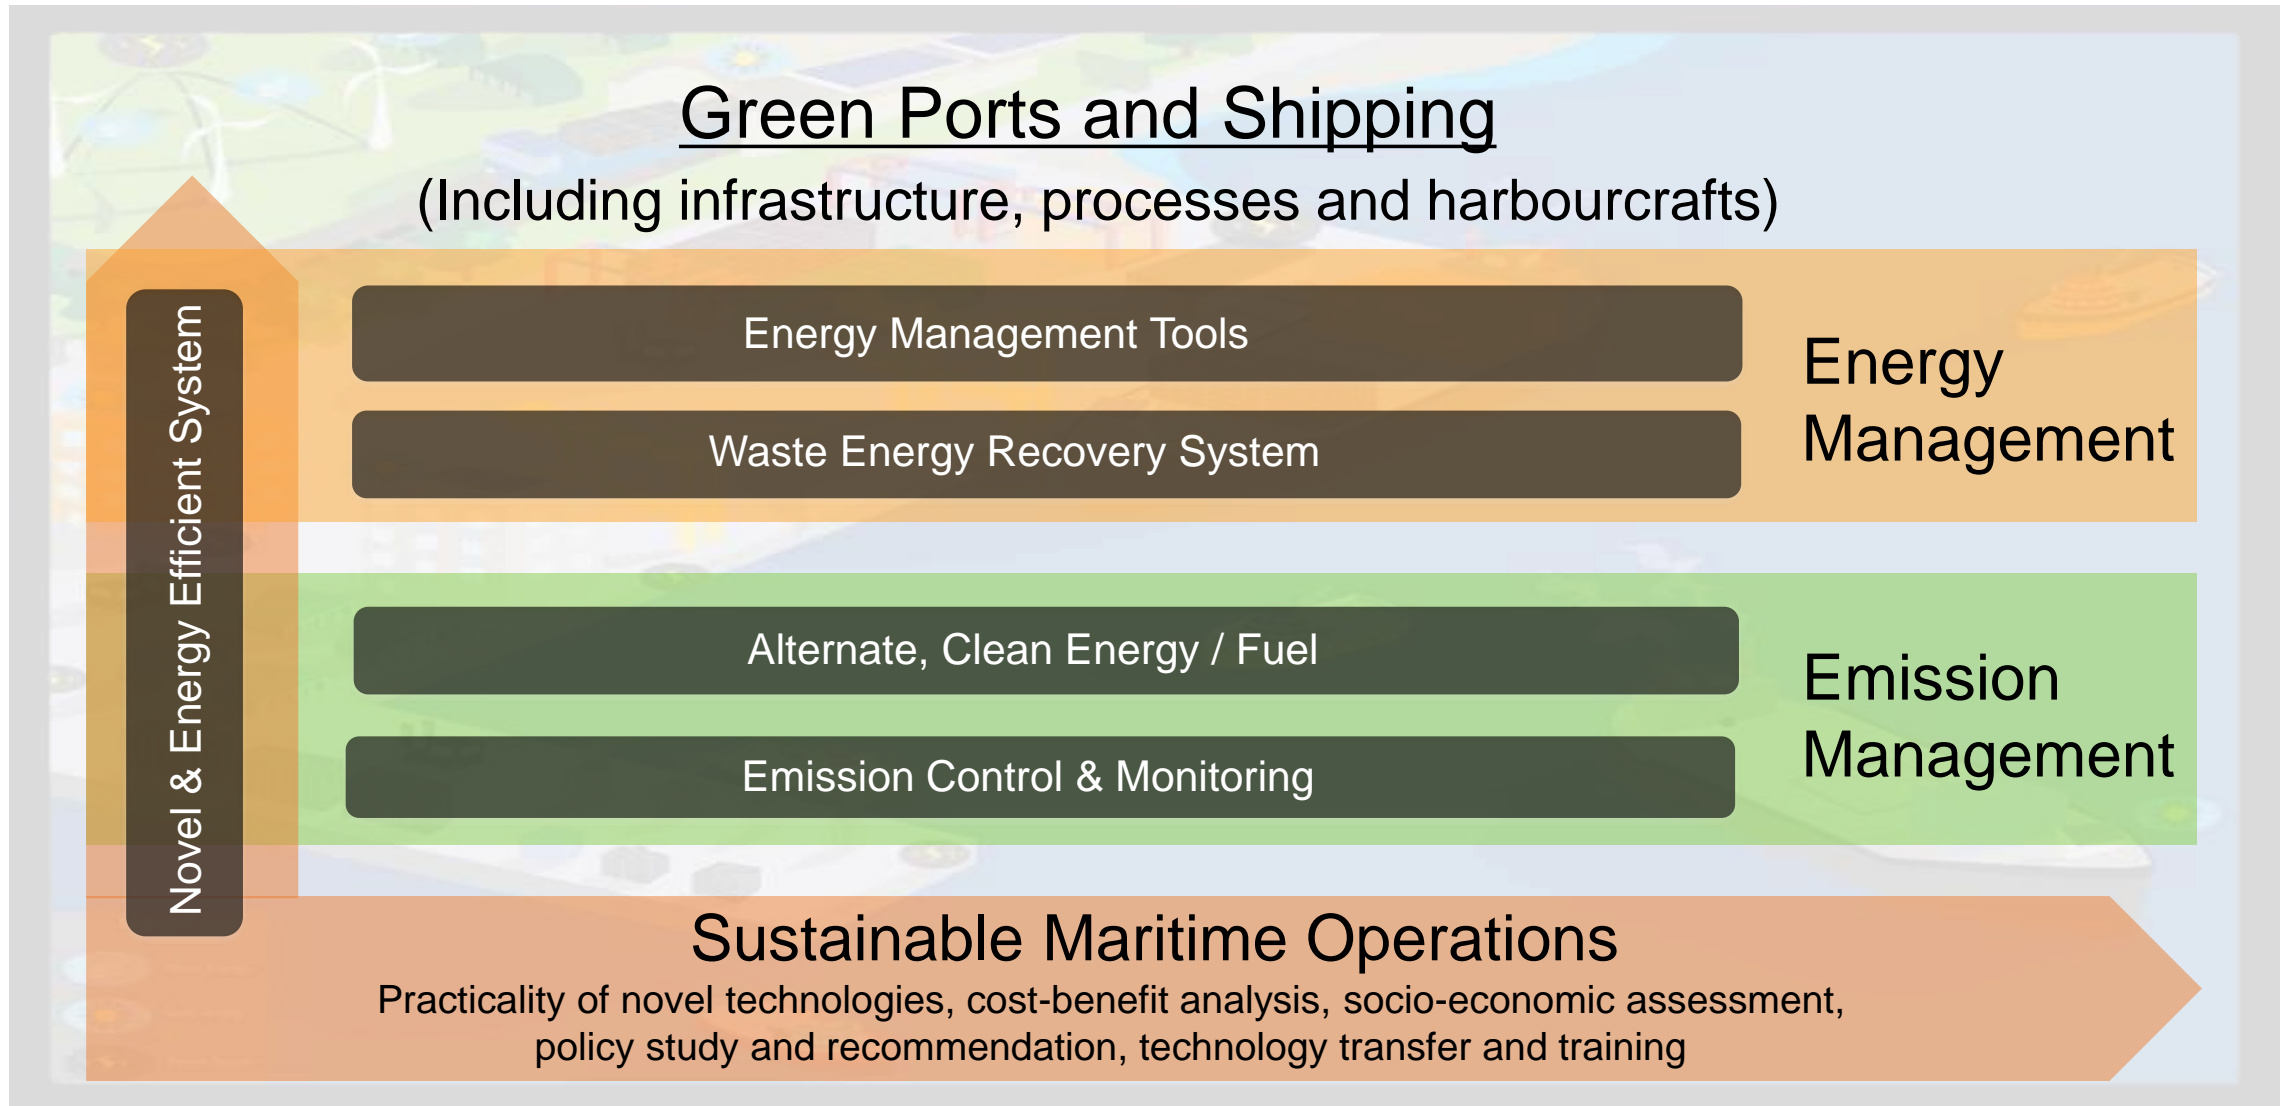 Green Ports and Shipping
(Including infrastructure, processes and harbourcrafts)
Novel & Energy Efficient System
Energy Management Tools
Waste Energy Recovery System
Energy
Management
Alternate, Clean Energy / Fuel
Emission Control & Monitoring
Emission
Management
Sustainable Maritime Operations
Practicality of novel technologies, cost-benefit analysis, socio-economic assessment,
policy study and recommendation, technology transfer and training